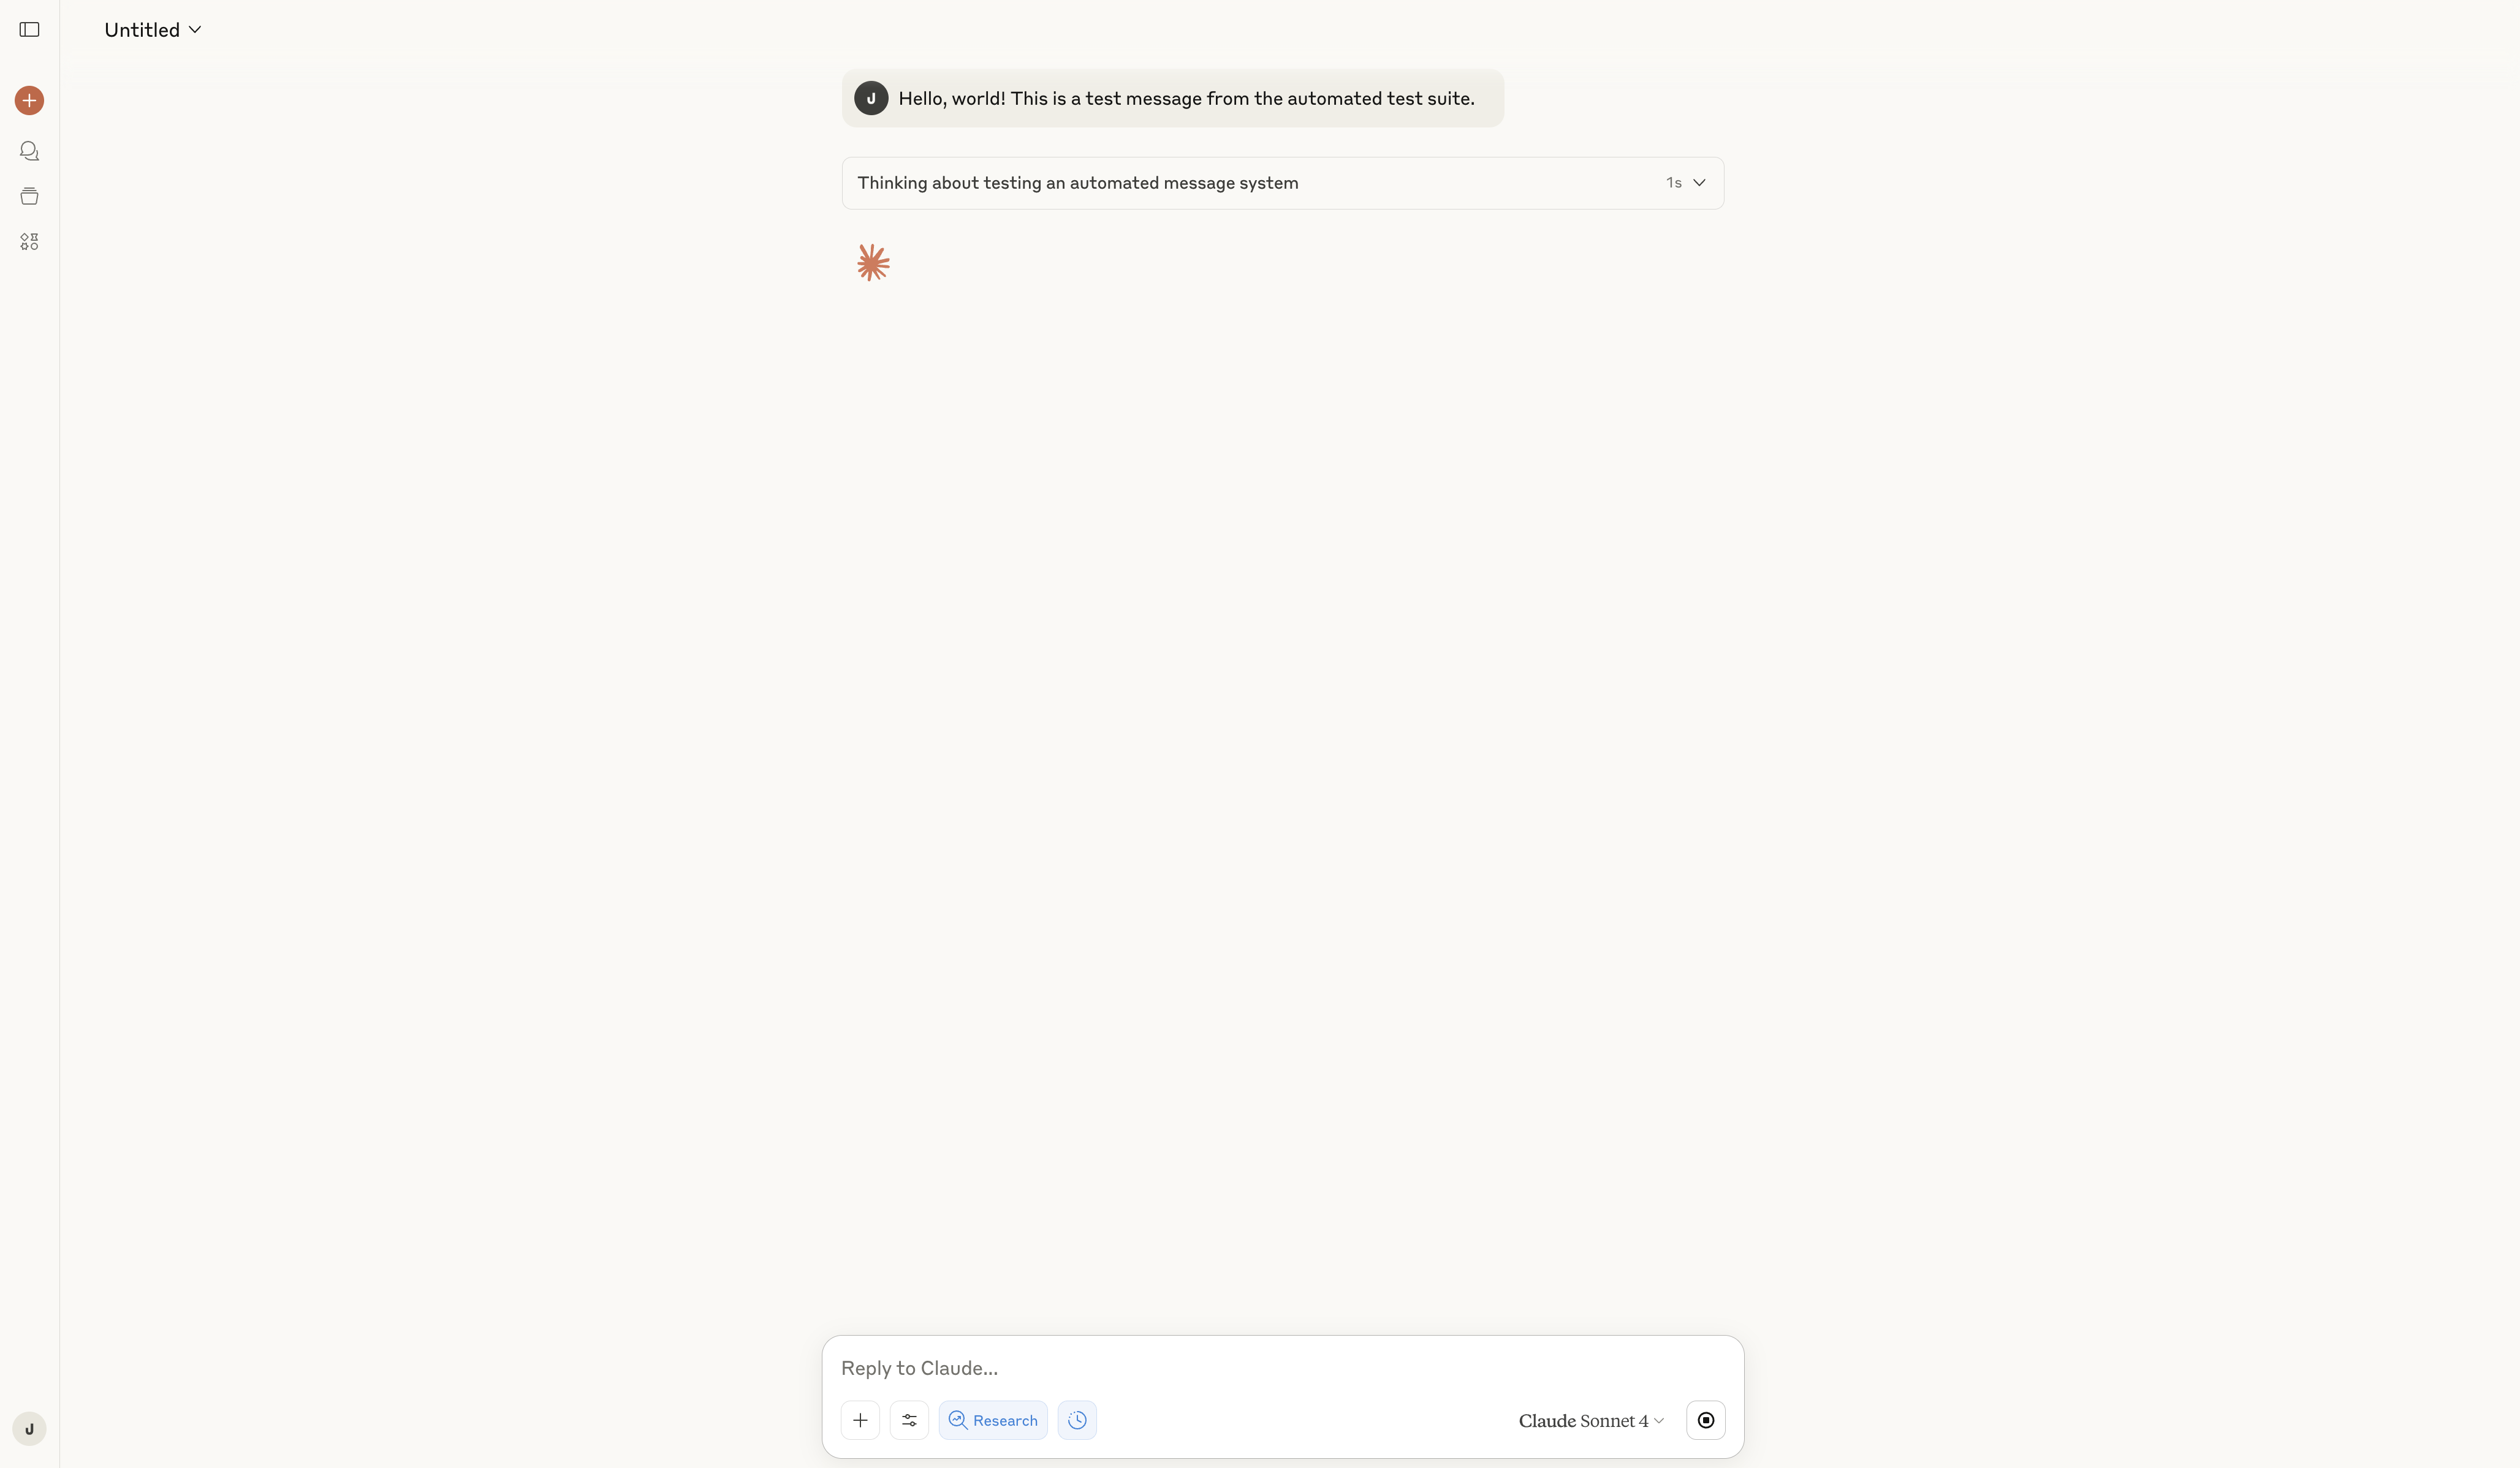 Untitled
J
Hello, world! This is a test message from the automated test suite.
Thinking about testing an automated message system
1s
Reply to Claude...
Research
Claude Sonnet 4
J